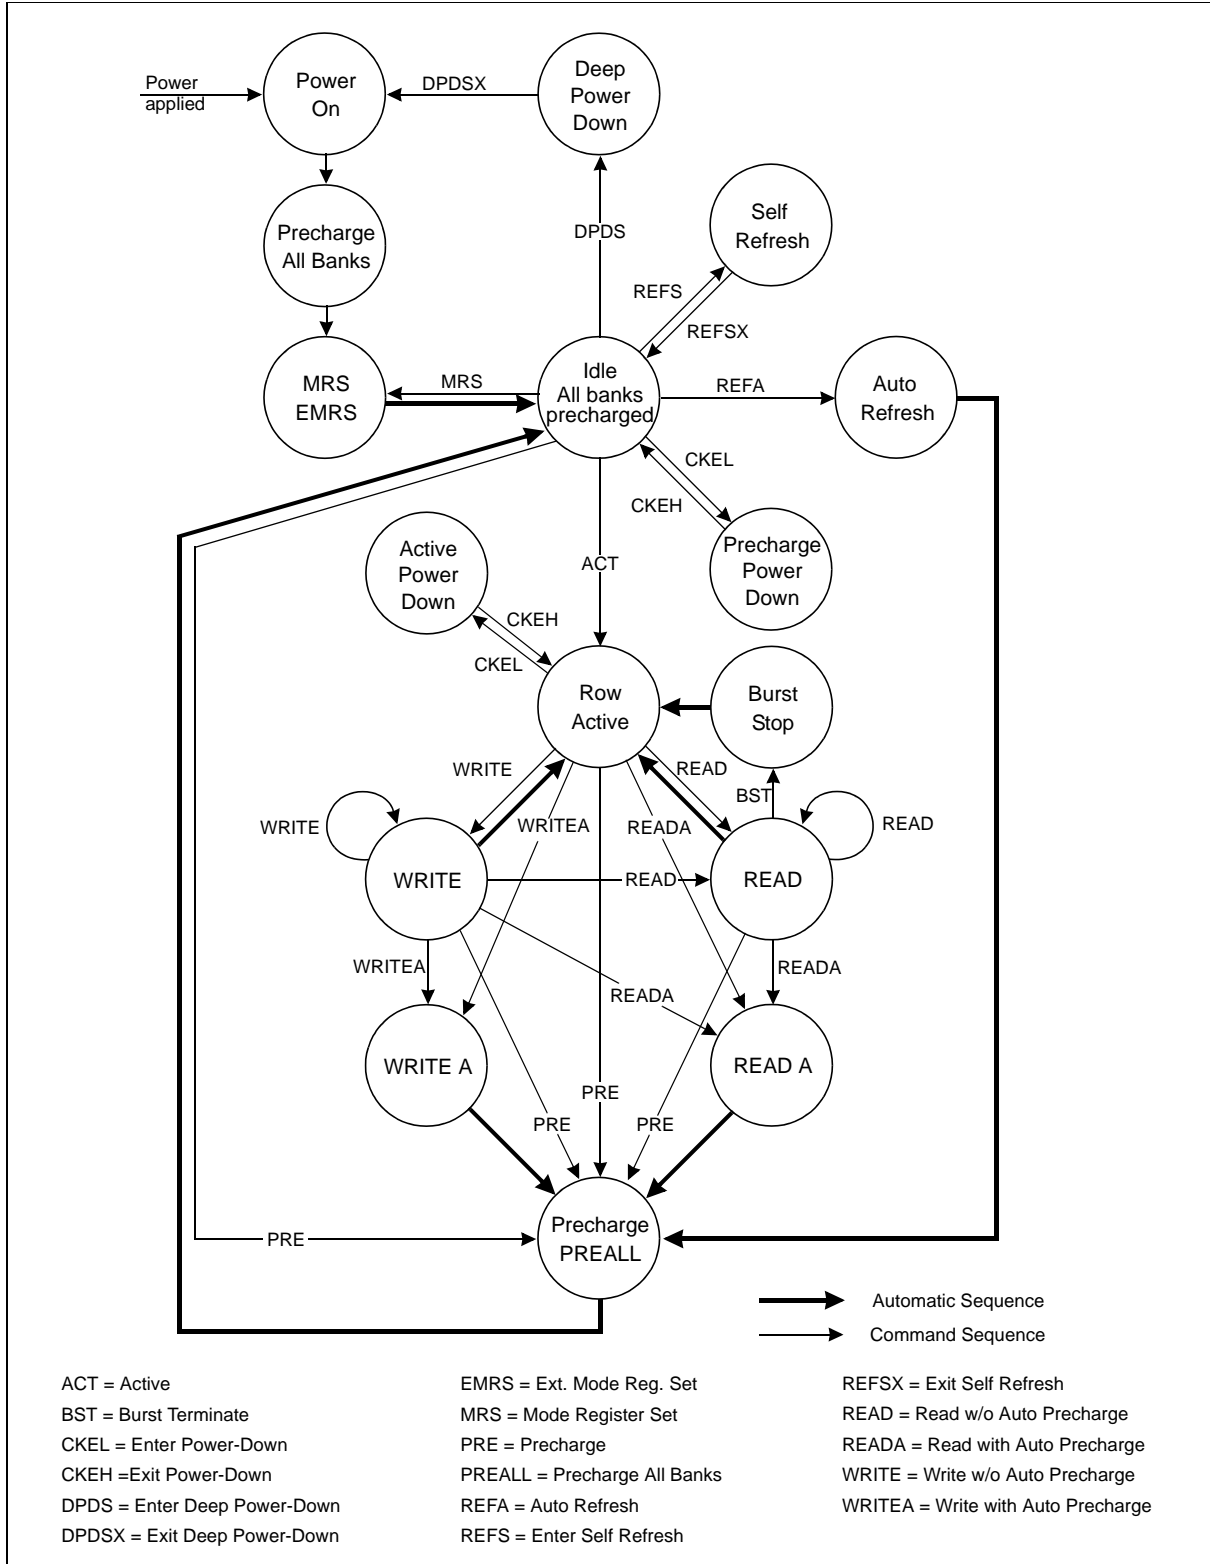 Power
applied
Power
On
DPDSX
Deep
Power
Down
Precharge
All Banks
DPDS
Self
Refresh
REFS
REFSX
MRS
EMRS
MRS
Idle
All banks
precharged
REFA
Auto
Refresh
CKEL
CKEH
Active
Power
Down
ACT
Precharge
Power
Down
CKEH
CKEL
Row
Active
Burst
Stop
WRITE
READ
BST
WRITE
WRITEA
READA
READ
WRITE
READ
READ
WRITEA
READA
READA
WRITE A
READ A
PRE
PRE
PRE
Precharge
PREALL
PRE
Automatic Sequence
Command Sequence
ACT = Active
BST = Burst Terminate
CKEL = Enter Power-Down
CKEH =Exit Power-Down
DPDS = Enter Deep Power-Down
DPDSX = Exit Deep Power-Down
EMRS = Ext. Mode Reg. Set
MRS = Mode Register Set
PRE = Precharge
PREALL = Precharge All Banks
REFA = Auto Refresh
REFS = Enter Self Refresh
REFSX = Exit Self Refresh
READ = Read w/o Auto Precharge
READA = Read with Auto Precharge
WRITE = Write w/o Auto Precharge
WRITEA = Write with Auto Precharge